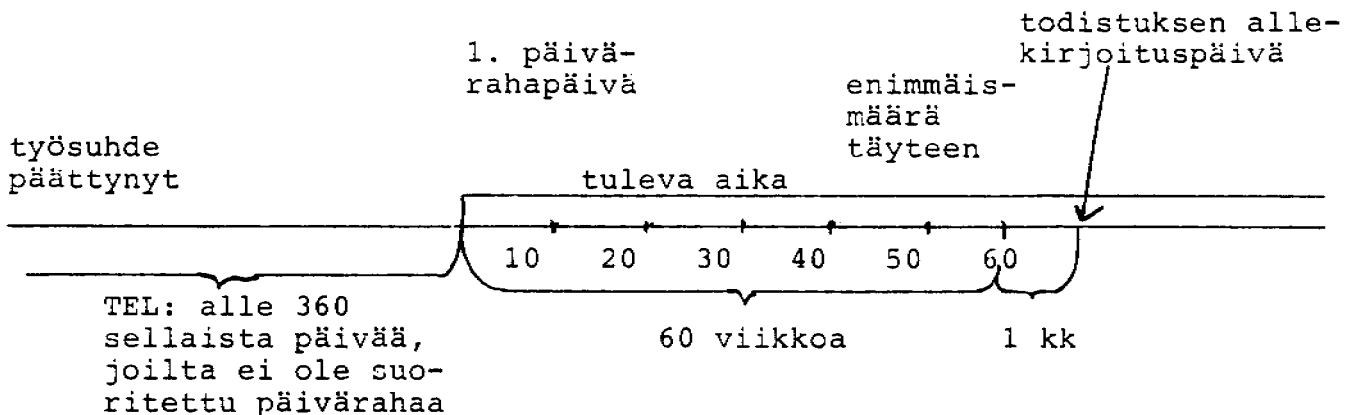 todistuksen alle-
kirjoituspäivä
1. päivä-
rahapäivä
enimmäis-
määrä
täyteen
työsuhde
päättynyt
tuleva aika
10 20 30 40 50 60
TEL: alle 360
sellaista päivää,
joilta ei ole suo-
ritettu päivärahaa
60 viikkoa
1 kk